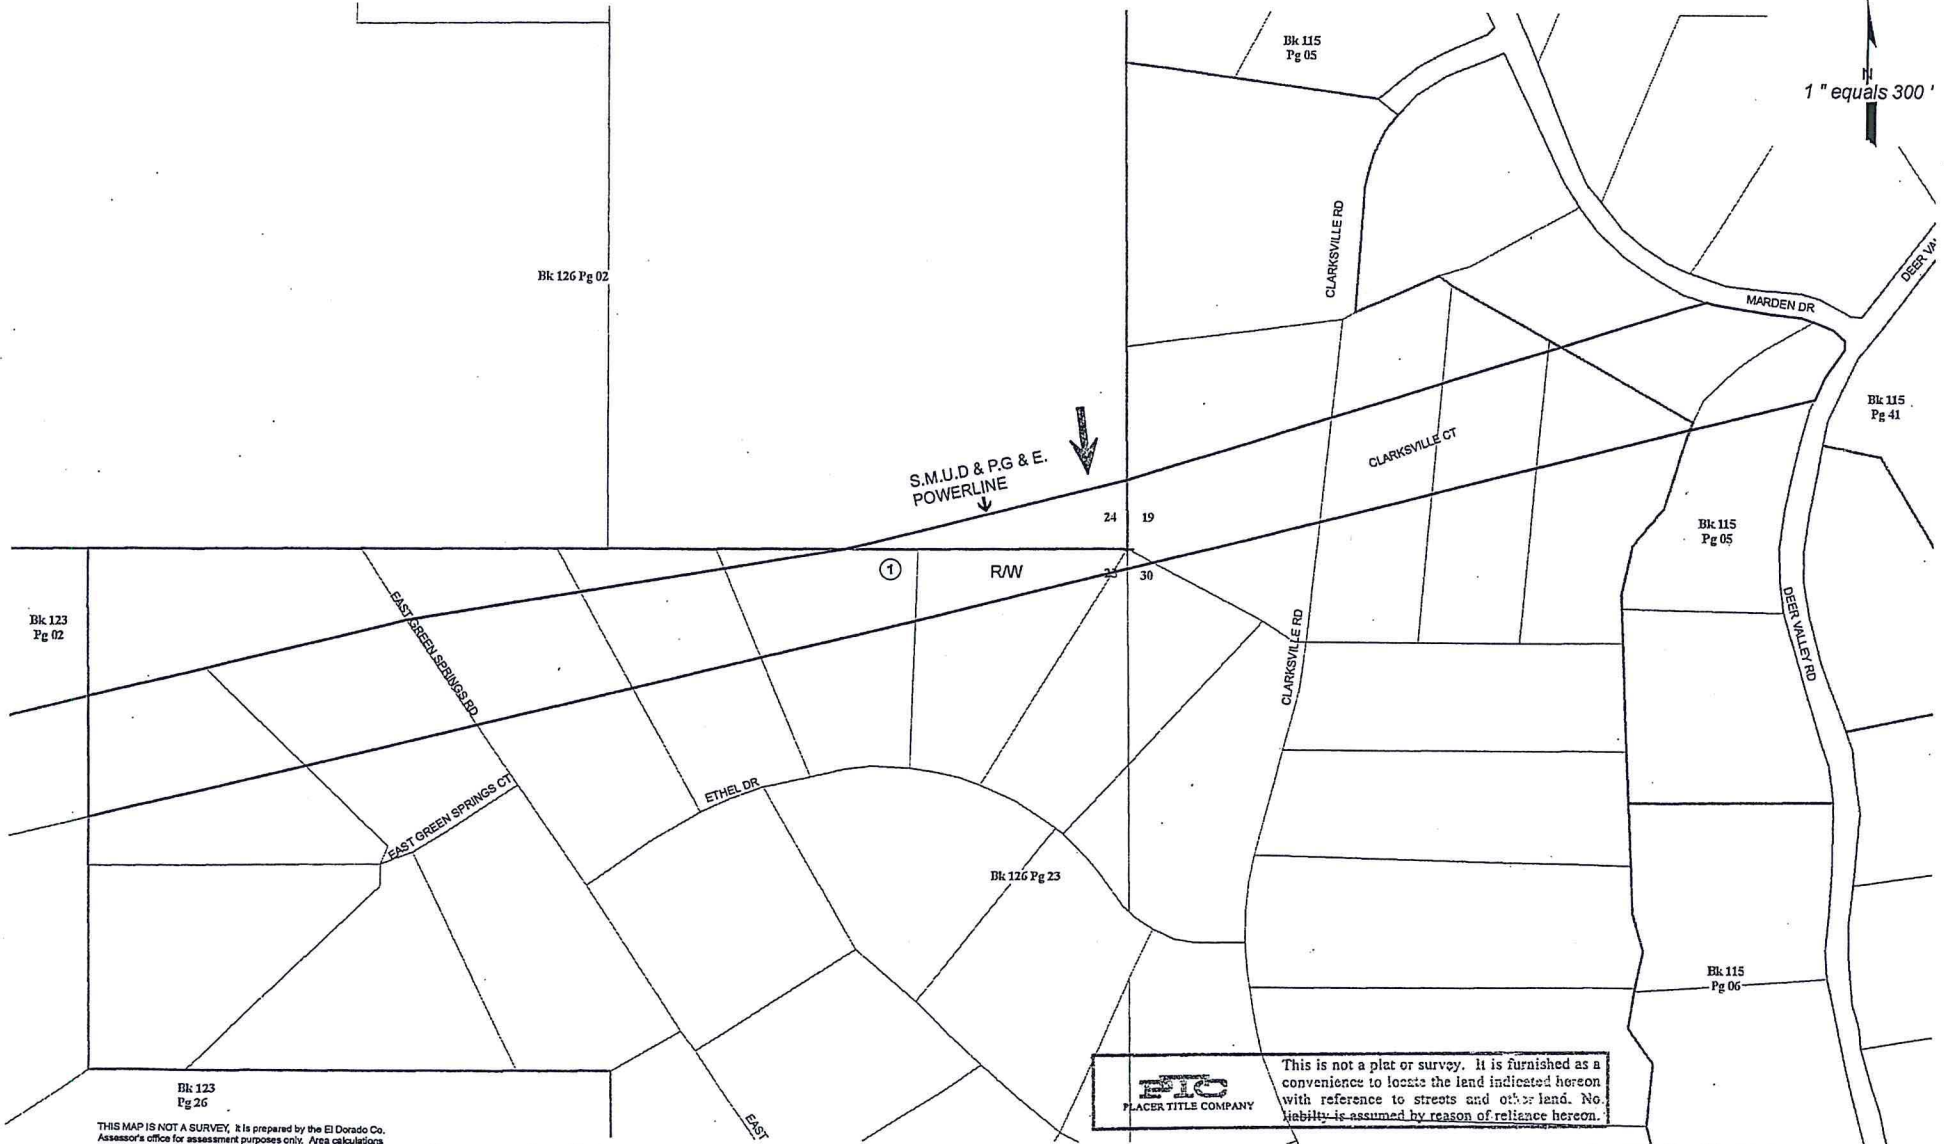 Bk 115
Pg 05
N
1 " equals 300 '
CLARKSVILLE RD
DEER VA
Bk 126 Pg 02
MARDEN DR
Bk 115
Pg 41
CLARKSVILLE CT
S.M.U.D & P.G & E.
POWERLINE
24 19
Bk 115
Pg 05
1
R/W
30
EAST GREEN SPRINGS RD
Bk 123
Pg 02
CLARKSVILLE RD
DEER VALLEY RD
ETHEL DR
EAST GREEN SPRINGS CT
Bk 126 Pg 23
Bk 115
Pg 06
Bk 123
Pg 26
EAST
PTC
PLACER TITLE COMPANY
This is not a plat or survey. It is furnished as a
convenience to locate the land indicated hereon
with reference to streets and other land. No
liabilty is assumed by reason of reliance hereon.
THIS MAP IS NOT A SURVEY, It is prepared by the El Dorado Co.
Assessor's office for assessment purposes only. Area calculations